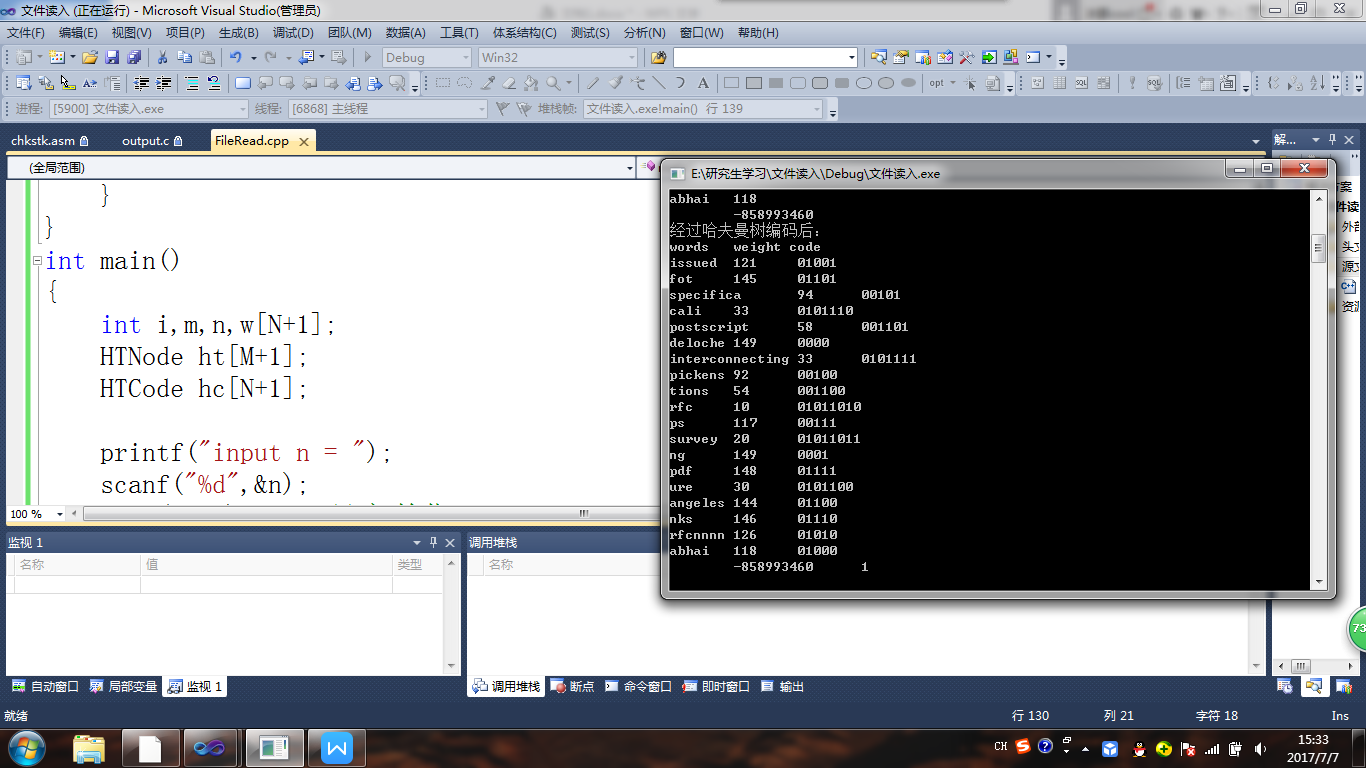 文件读入 (正在运行) - Microsoft Visual Studio(管理员)
文件(F) 编辑(E) 视图(V) 项目(P) 生成(B) 调试(D) 团队(M) 数据(A) 工具(T) 体系结构(C) 测试(S) 分析(N) 窗口(W) 帮助(H)
Debug Win32
opt
进程: [5900] 文件读入.exe 线程: [6868] 主线程 堆栈帧: 文件读入.exe!main() 行 139
chkstk.asm output.c FileRead.cpp
解...
(全局范围)
}
}
int main()
{
int i,m,n,w[N+1];
HTNode ht[M+1];
HTCode hc[N+1];
printf("input n = ");
scanf("%d",&n);
100 %
E:\研究生学习\文件读入\Debug\文件读入.exe
abhai 118
-858993460
经过哈夫曼树编码后:
words weight code
issued 121 01001
fot 145 01101
specifica 94 00101
cali 33 0101110
postscript 58 001101
deloche 149 0000
interconnecting 33 0101111
pickens 92 00100
tions 54 001100
rfc 10 01011010
ps 117 00111
survey 20 01011011
ng 149 0001
pdf 148 01111
ure 30 0101100
angeles 144 01100
nks 146 01110
rfcnnnn 126 01010
abhai 118 01000
-858993460 1
监视 1
名称 值 类型
调用堆栈
名称
自动窗口 局部变量 监视 1
调用堆栈 断点 命令窗口 即时窗口 输出
就绪 行 130 列 21 字符 18 Ins
73
CH
15:33
2017/7/7